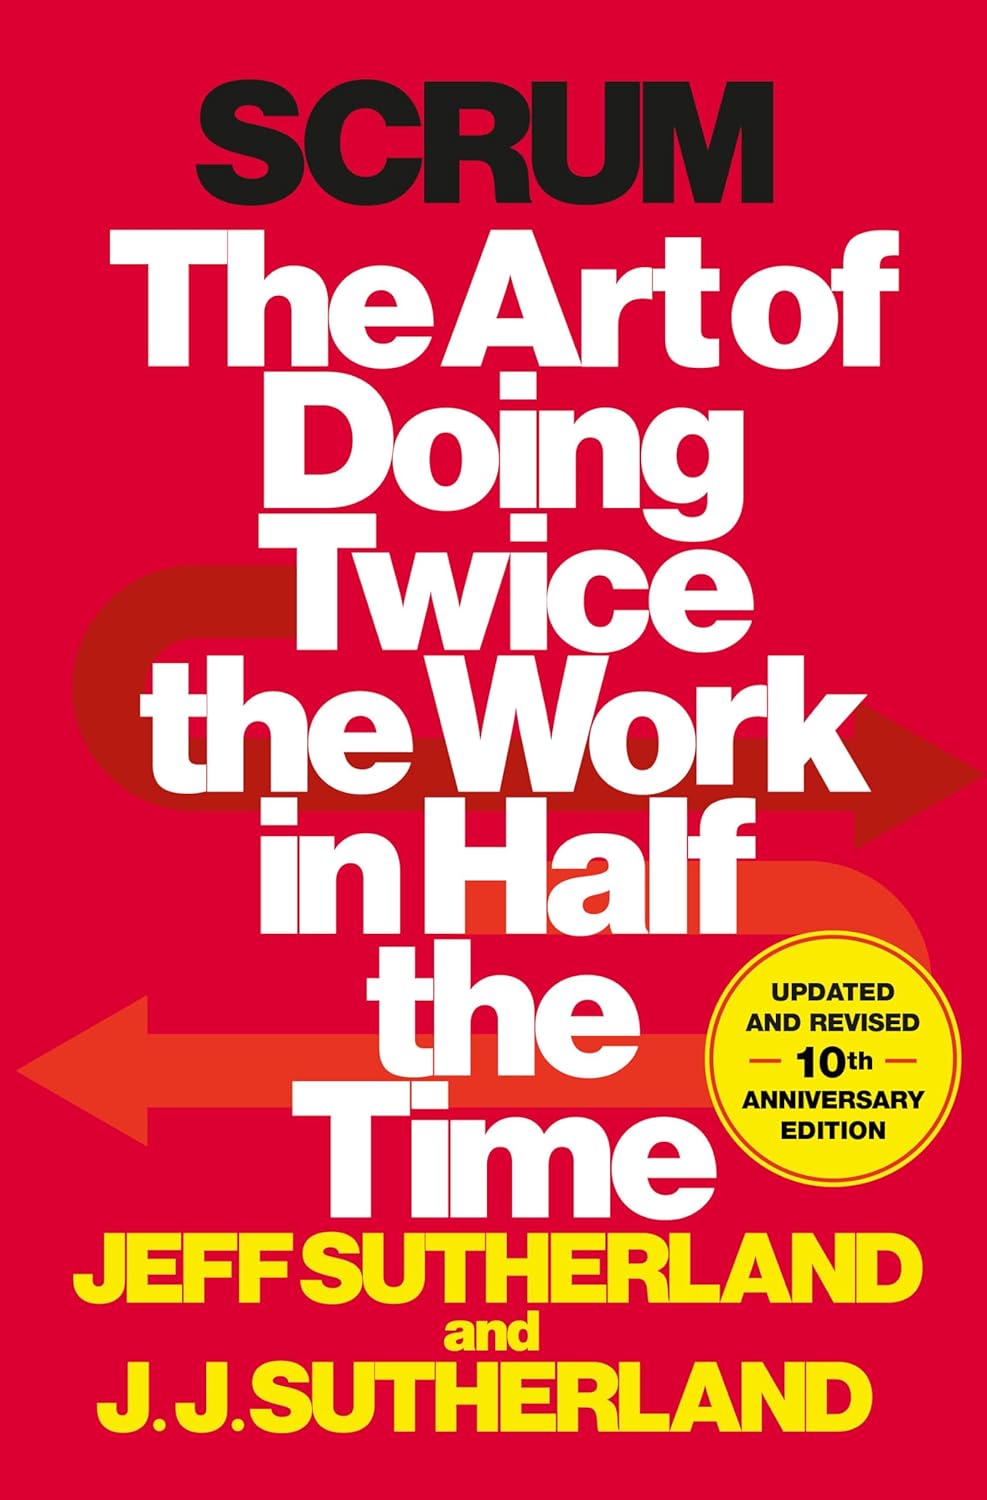 SCRUM
The Art of
Doing
Twice
the Work
in Half
the
Time
UPDATED
AND REVISED
10th
ANNIVERSARY
EDITION
JEFF SUTHERLAND
and
J. J. SUTHERLAND